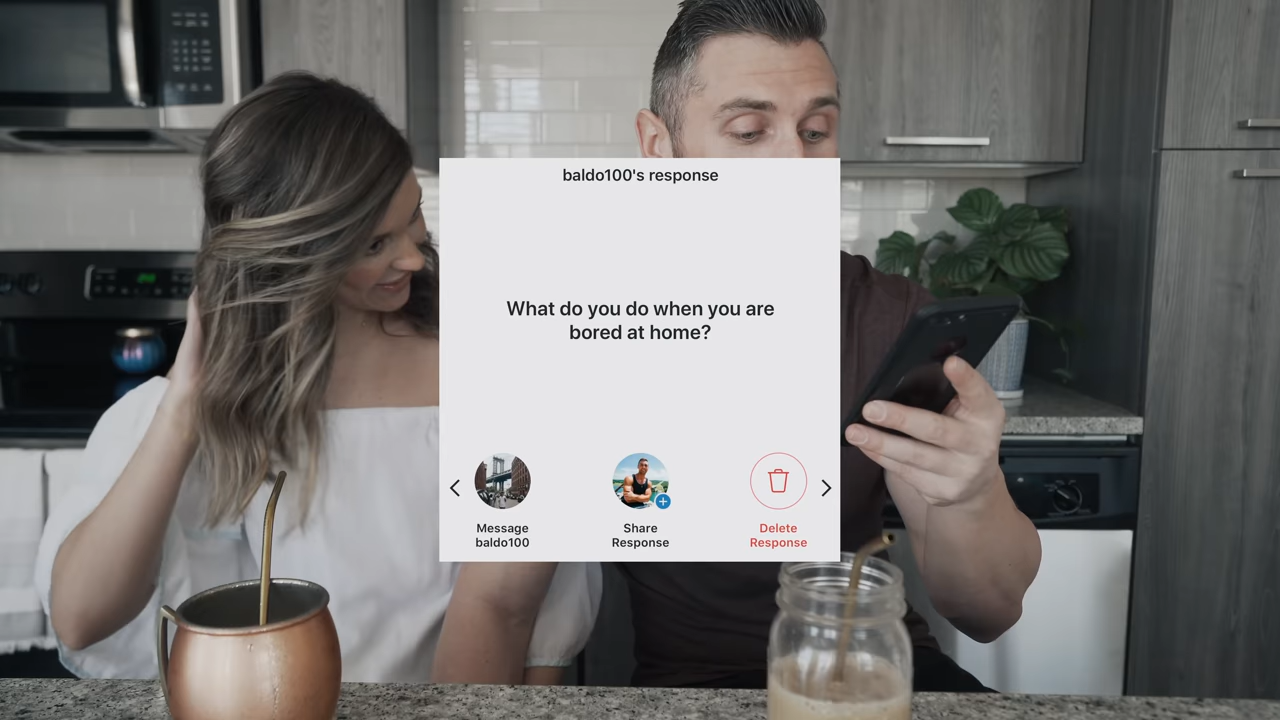 baldo100's response
What do you do when you are
bored at home?
Message
baldo100
Share
Response
Delete
Response